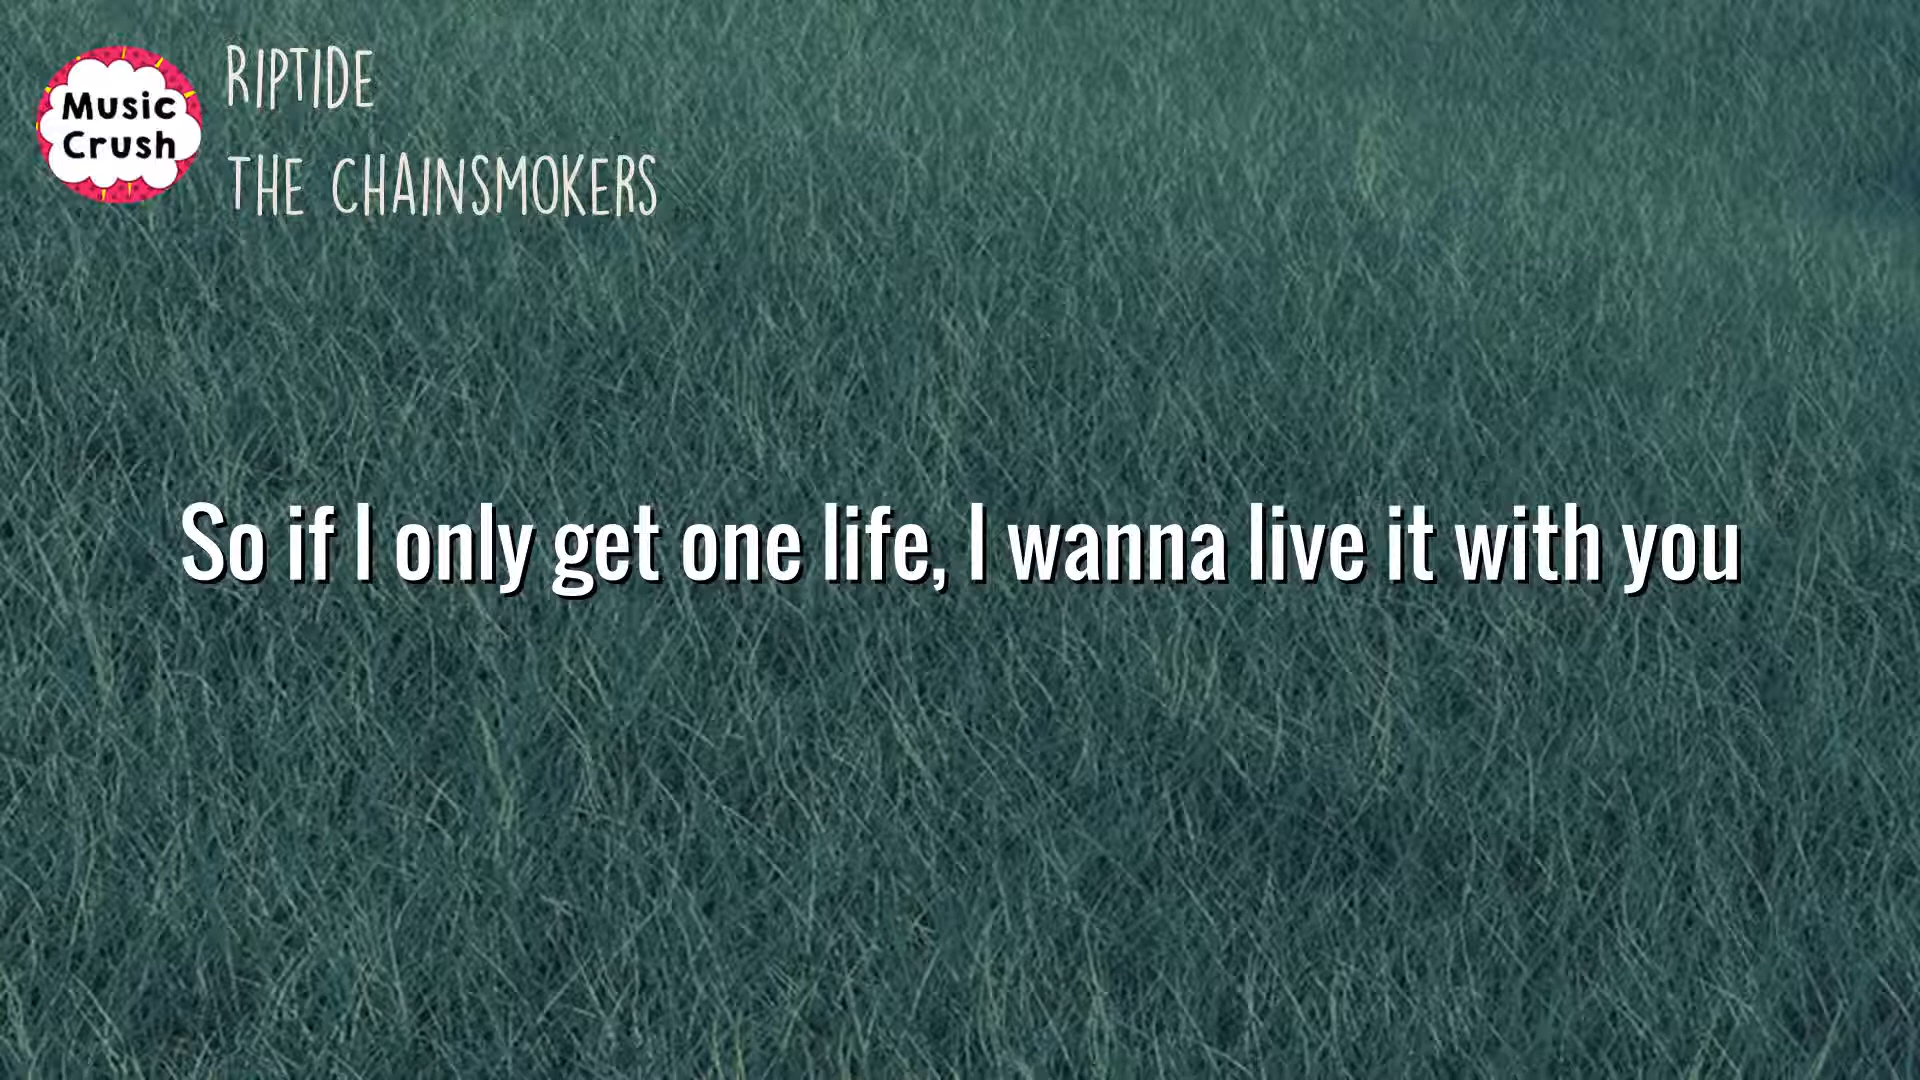 Music
Crush
RIPTIDE
THE CHAINSMOKERS
So if I only get one life, I wanna live it with you